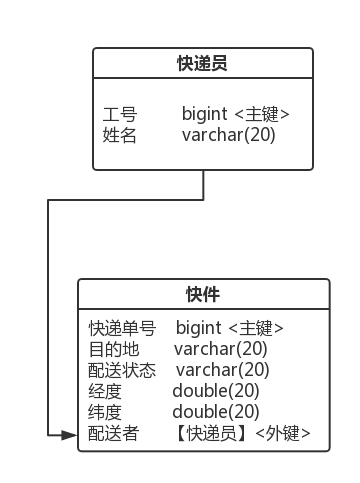 快递员
工号 bigint <主键>
姓名 varchar(20)
快件
快递单号 bigint <主键>
目的地 varchar(20)
配送状态 varchar(20)
经度 double(20)
纬度 double(20)
配送者 【快递员】<外键>